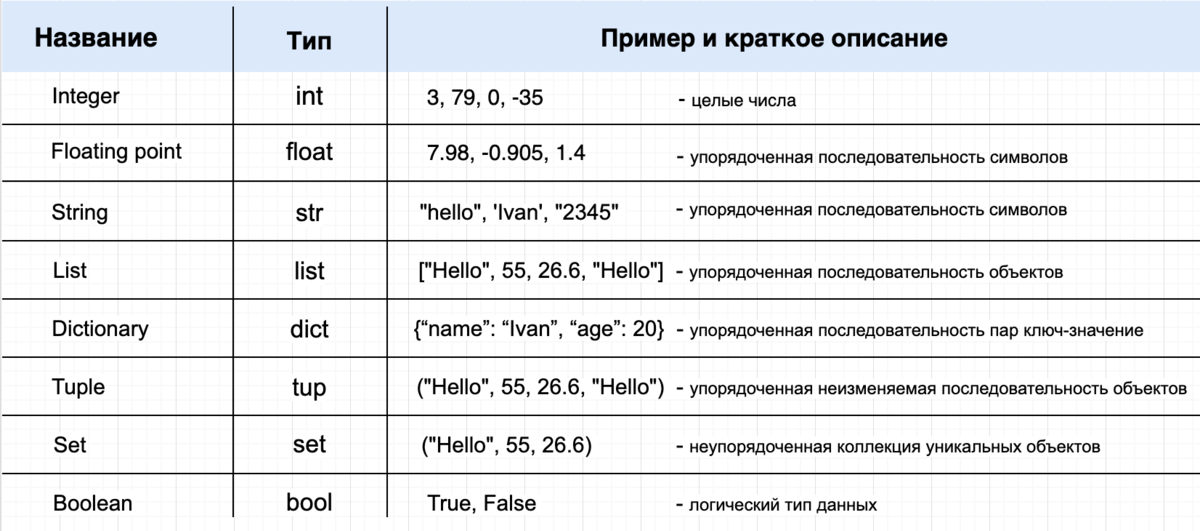 Название Тип Пример и краткое описание
Integer int 3, 79, 0, -35 - целые числа
Floating point float 7.98, -0.905, 1.4 - упорядоченная последовательность символов
String str "hello", 'Ivan', "2345" - упорядоченная последовательность символов
List list ["Hello", 55, 26.6, "Hello"] - упорядоченная последовательность объектов
Dictionary dict {“name”: “Ivan”, “age”: 20} - упорядоченная последовательность пар ключ-значение
Tuple tup ("Hello", 55, 26.6, "Hello") - упорядоченная неизменяемая последовательность объектов
Set set ("Hello", 55, 26.6) - неупорядоченная коллекция уникальных объектов
Boolean bool True, False - логический тип данных